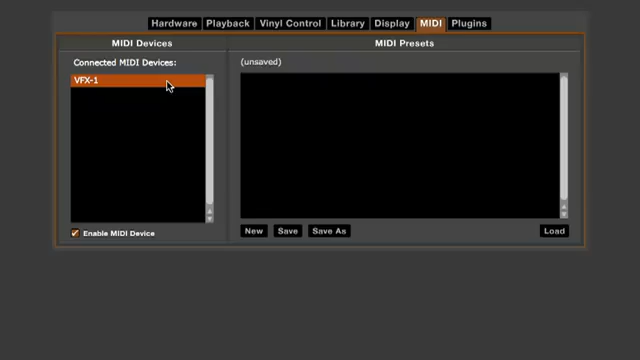 Hardware Playback Vinyl Control Library Display MIDI Plugins
MIDI Devices
MIDI Presets
Connected MIDI Devices:
(unsaved)
VFX-1
New Save Save As Load
Enable MIDI Device